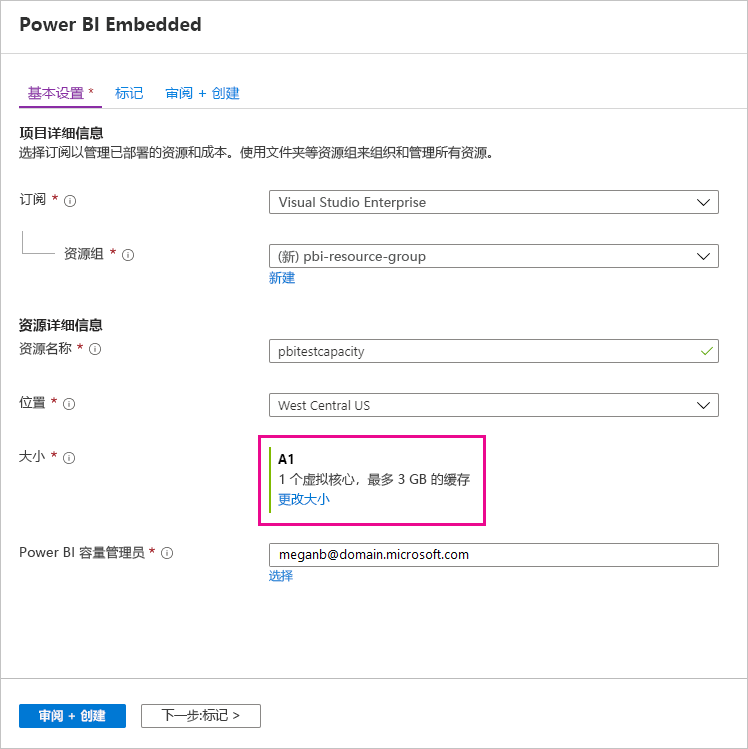 Power BI Embedded
基本设置 * 标记 审阅 + 创建
项目详细信息
选择订阅以管理已部署的资源和成本。使用文件夹等资源组来组织和管理所有资源。
订阅 * Visual Studio Enterprise
资源组 * (新) pbi-resource-group
新建
资源详细信息
资源名称 * pbitestcapacity
位置 * West Central US
大小 * A1
1 个虚拟核心，最多 3 GB 的缓存
更改大小
Power BI 容量管理员 * meganb@domain.microsoft.com
选择
审阅 + 创建 下一步:标记 >